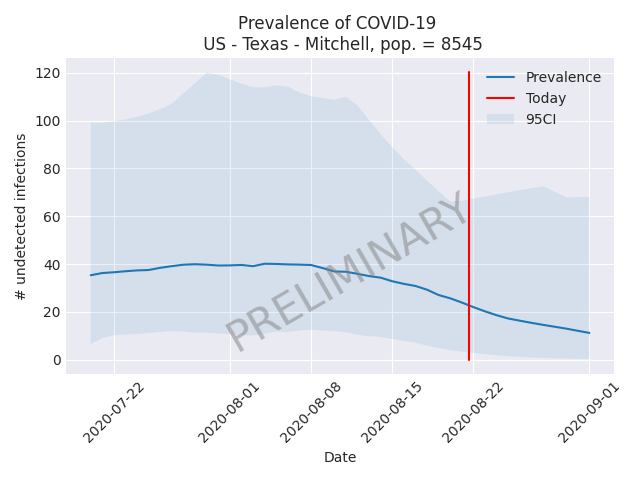 Prevalence of COVID-19
US - Texas - Mitchell, pop. = 8545
# undetected infections
120
100
80
60
40
20
0
Prevalence
Today
95CI
PRELIMINARY
2020-07-22
2020-08-01
2020-08-08
2020-08-15
2020-08-22
2020-09-01
Date